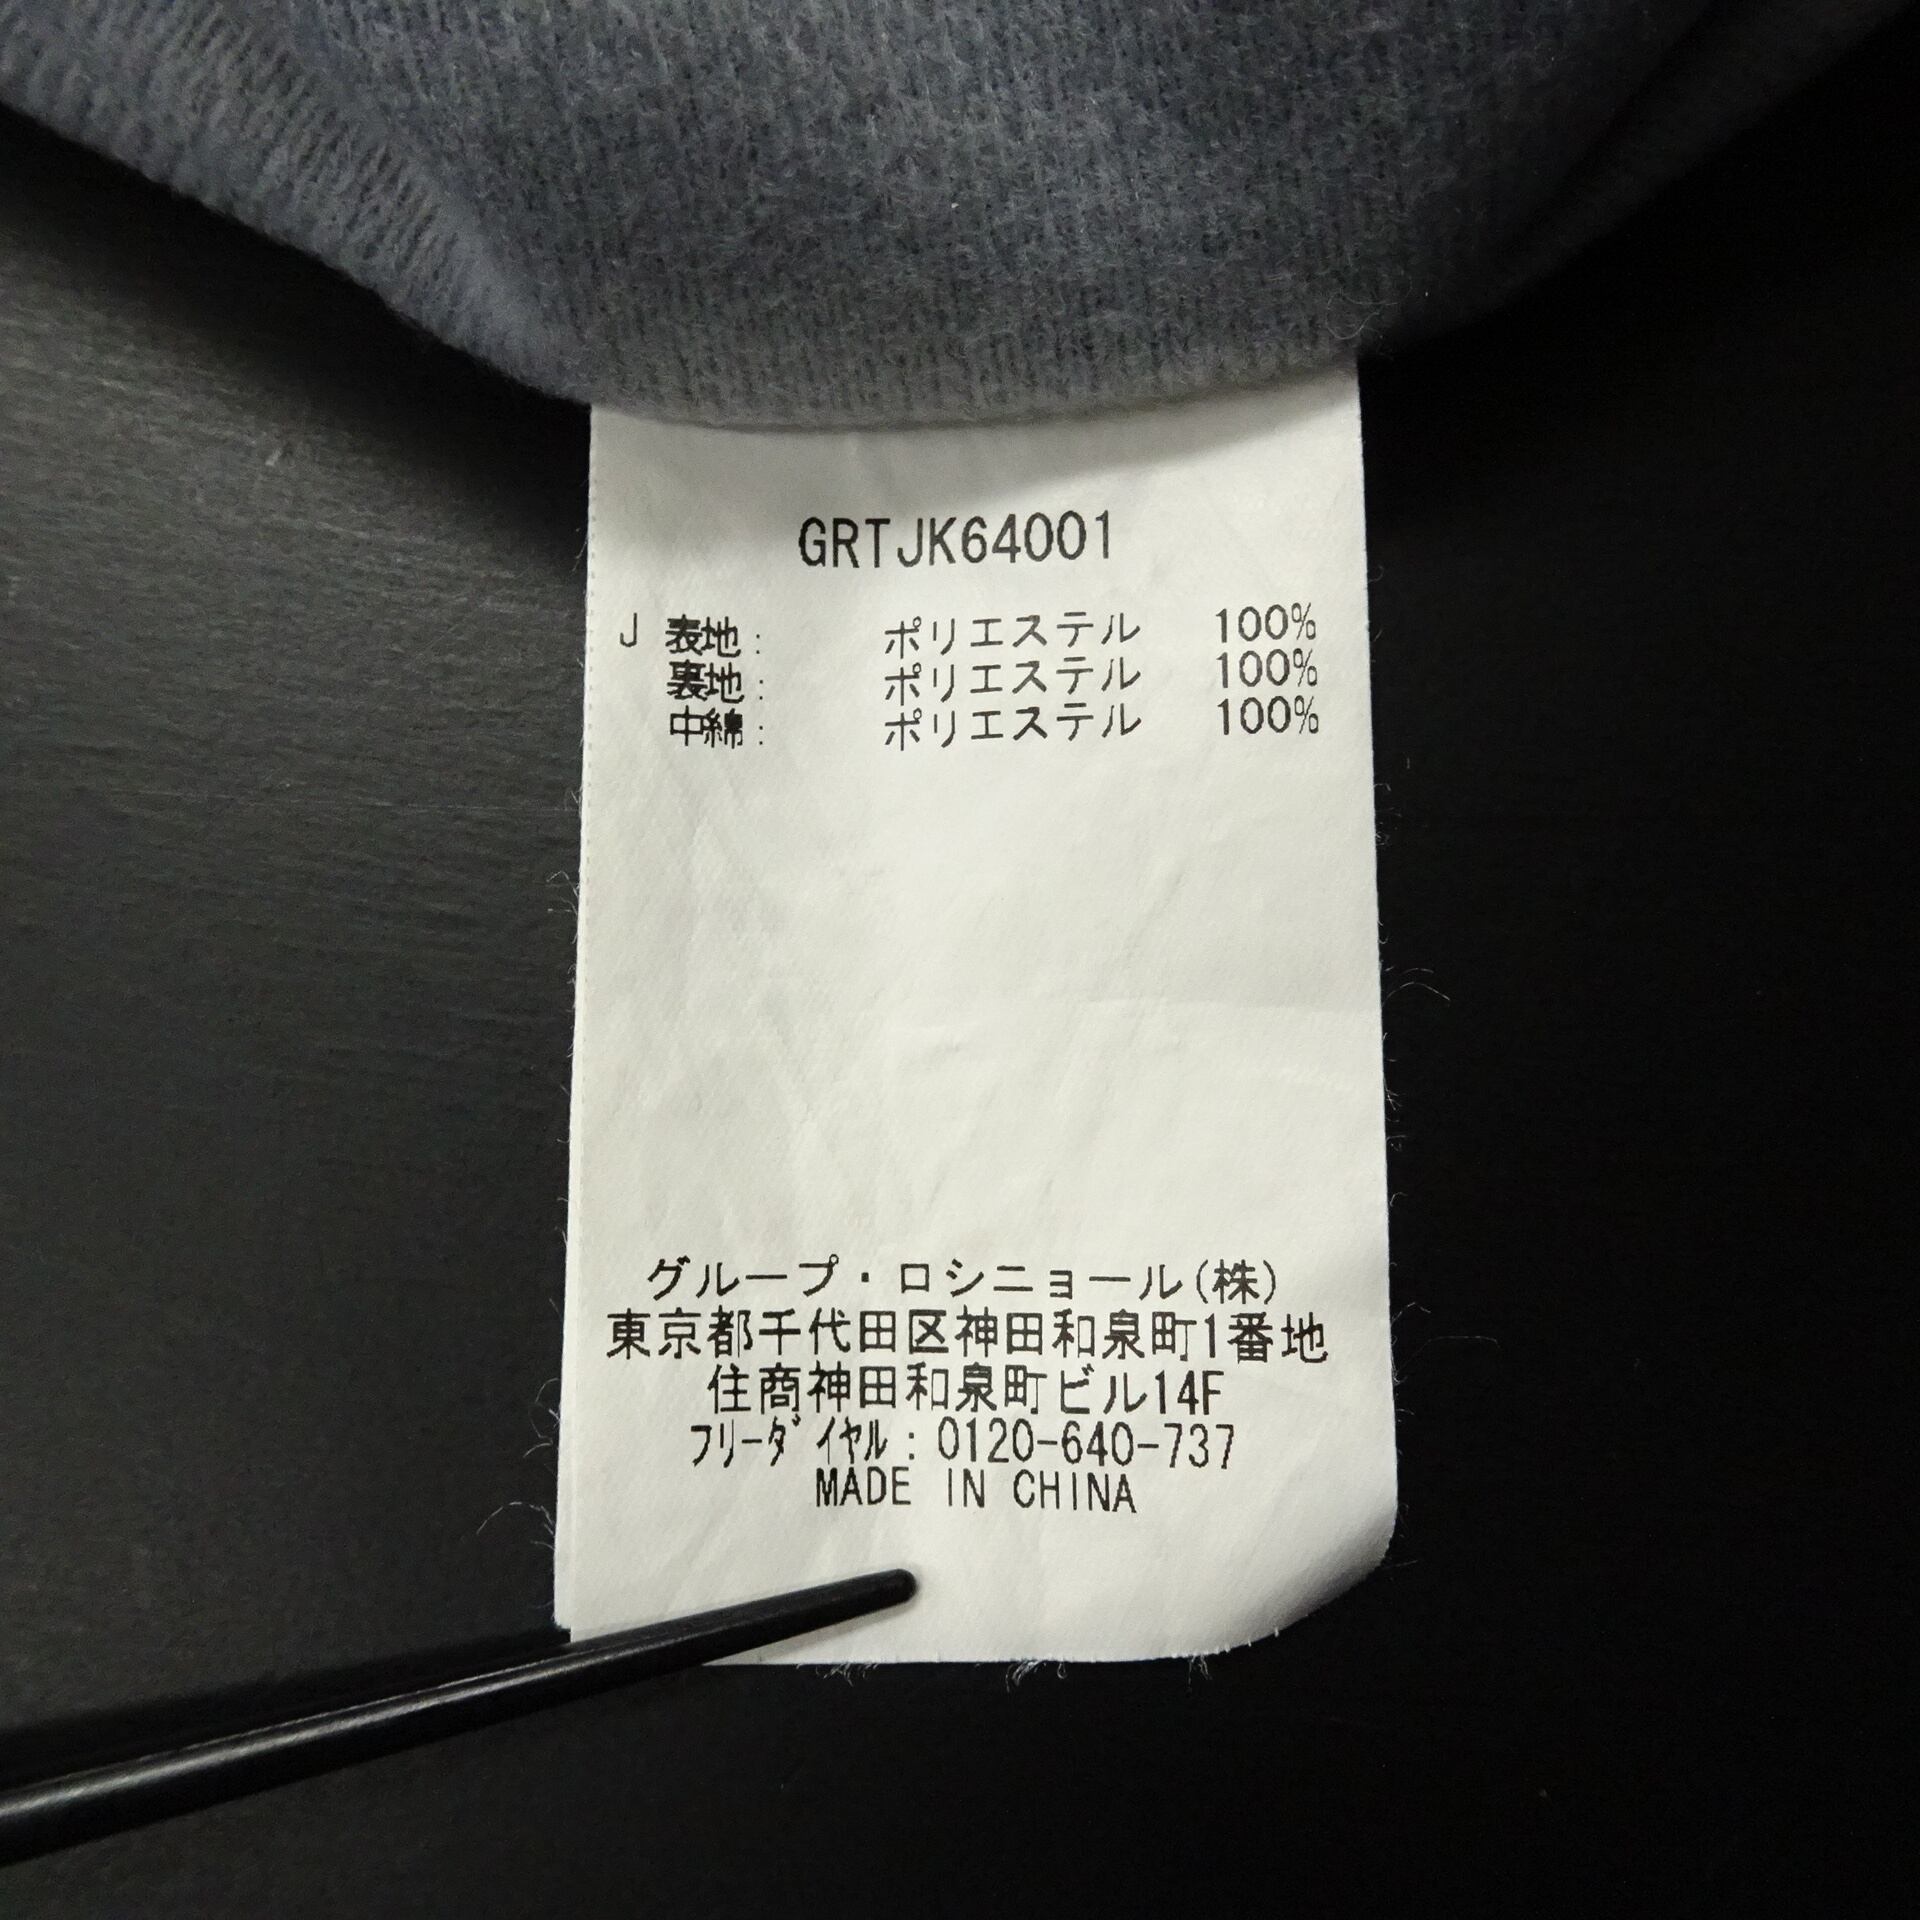 GRTJK64001
J 表地: ポリエステル 100%
裏地: ポリエステル 100%
中綿: ポリエステル 100%
グループ・ロシニョール(株)
東京都千代田区神田和泉町1番地
住商神田和泉町ビル14F
ﾌﾘｰﾀﾞｲﾔﾙ:0120-640-737
MADE IN CHINA